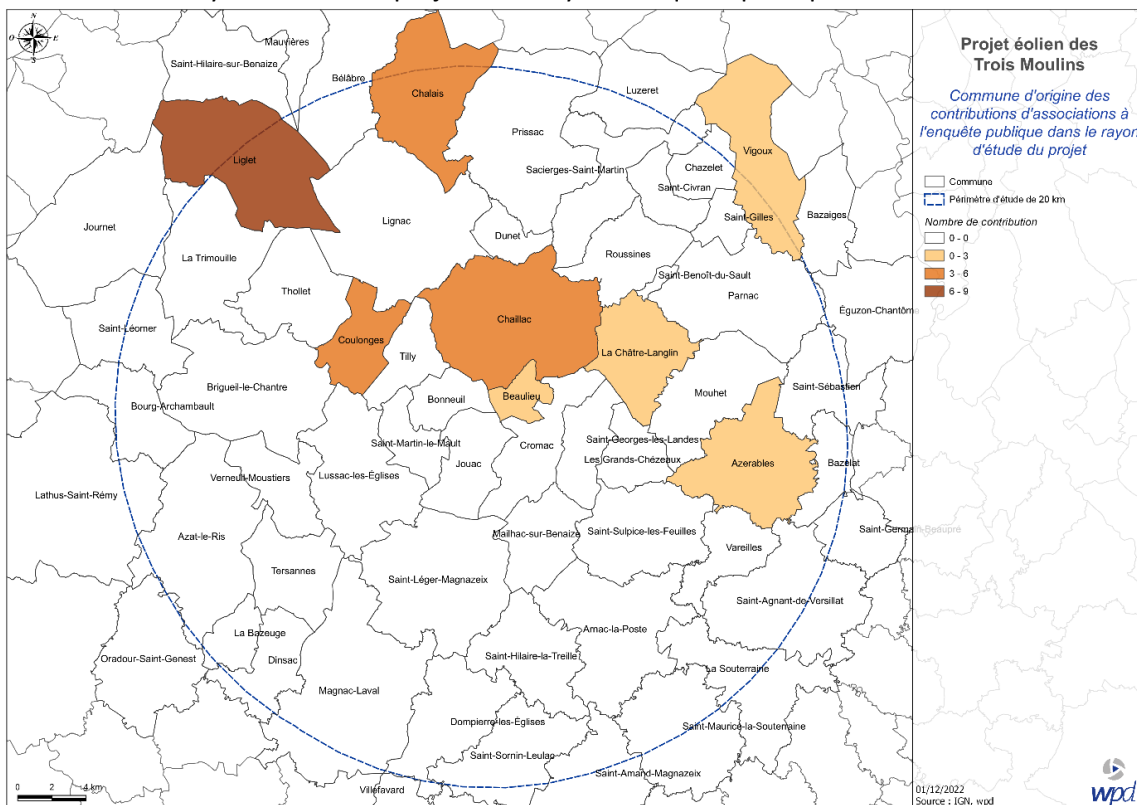 N
O
E
S
Mauvières
Saint-Hilaire-sur-Benaize
Bélâbre
Luzeret
Chalais
Prissac
Vigoux
Liglet
Chazelet
Sacierges-Saint-Martin
Saint-Civran
Lignac
Saint-Gilles
Bazaiges
Journet
Dunet
La Trimouille
Roussines
Saint-Benoît-du-Sault
Thollet
Parnac
Éguzon-Chantôme
Chaillac
Saint-Léomer
Coulonges
La Châtre-Langlin
Tilly
Brigueil-le-Chantre
Saint-Sébastien
Mouhet
Beaulieu
Bonneuil
Bourg-Archambault
Saint-Martin-le-Mault
Cromac
Saint-Georges-les-Landes
Les Grands-Chézeaux
Jouac
Azerables
Bazelat
Verneuil-Moustiers
Lussac-les-Églises
Lathus-Saint-Rémy
Saint-Germain-Beaupré
Mailhac-sur-Benaize
Saint-Sulpice-les-Feuilles
Azat-le-Ris
Vareilles
Tersannes
Saint-Léger-Magnazeix
Saint-Agnant-de-Versillat
La Bazeuge
Arnac-la-Poste
Oradour-Saint-Genest
Dinsac
Saint-Hilaire-la-Treille
La Souterraine
Magnac-Laval
Dompierre-les-Églises
Saint-Maurice-la-Souterraine
Saint-Sornin-Leulac
Saint-Amand-Magnazeix
Villefavard
0 2 4 km
Projet éolien des
Trois Moulins
Commune d'origine des
contributions d'associations à
l'enquête publique dans le rayon
d'étude du projet
Commune
Périmètre d'étude de 20 km
Nombre de contribution
0 - 0
0 - 3
3 - 6
6 - 9
01/12/2022
Source : IGN, wpd
wpd